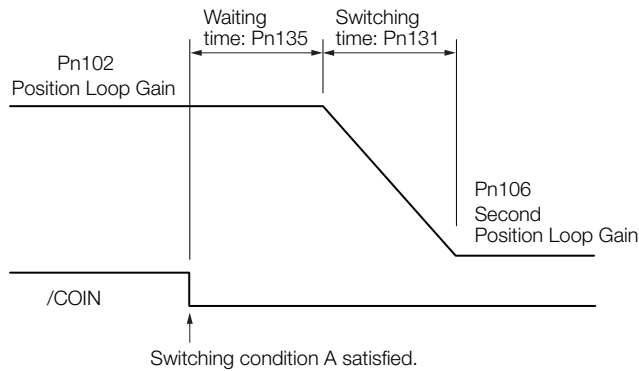 Waiting
time: Pn135
Switching
time: Pn131
Pn102
Position Loop Gain
Pn106
Second
Position Loop Gain
/COIN
Switching condition A satisfied.